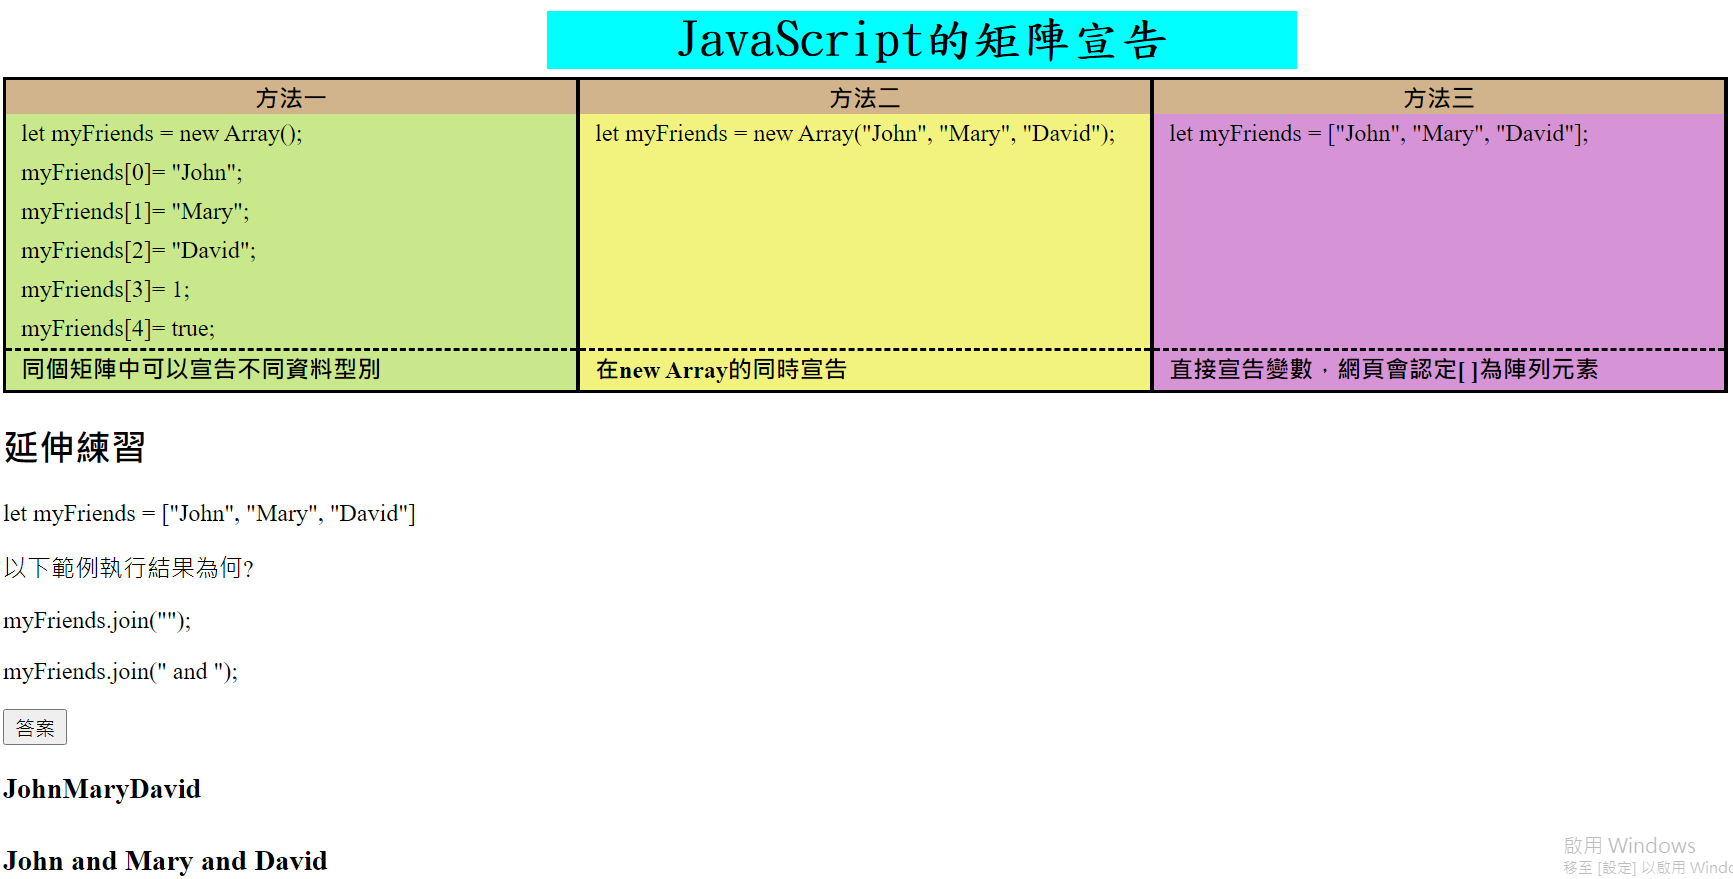 JavaScript的矩陣宣告
方法一
let myFriends = new Array();
myFriends[0]= "John";
myFriends[1]= "Mary";
myFriends[2]= "David";
myFriends[3]= 1;
myFriends[4]= true;
同個矩陣中可以宣告不同資料型別
方法二
let myFriends = new Array("John", "Mary", "David");
在new Array的同時宣告
方法三
let myFriends = ["John", "Mary", "David"];
直接宣告變數，網頁會認定[ ]為陣列元素
延伸練習
let myFriends = ["John", "Mary", "David"]
以下範例執行結果為何?
myFriends.join("");
myFriends.join(" and ");
答案
JohnMaryDavid
John and Mary and David
啟用 Windows
移至 [設定] 以啟用 Windo